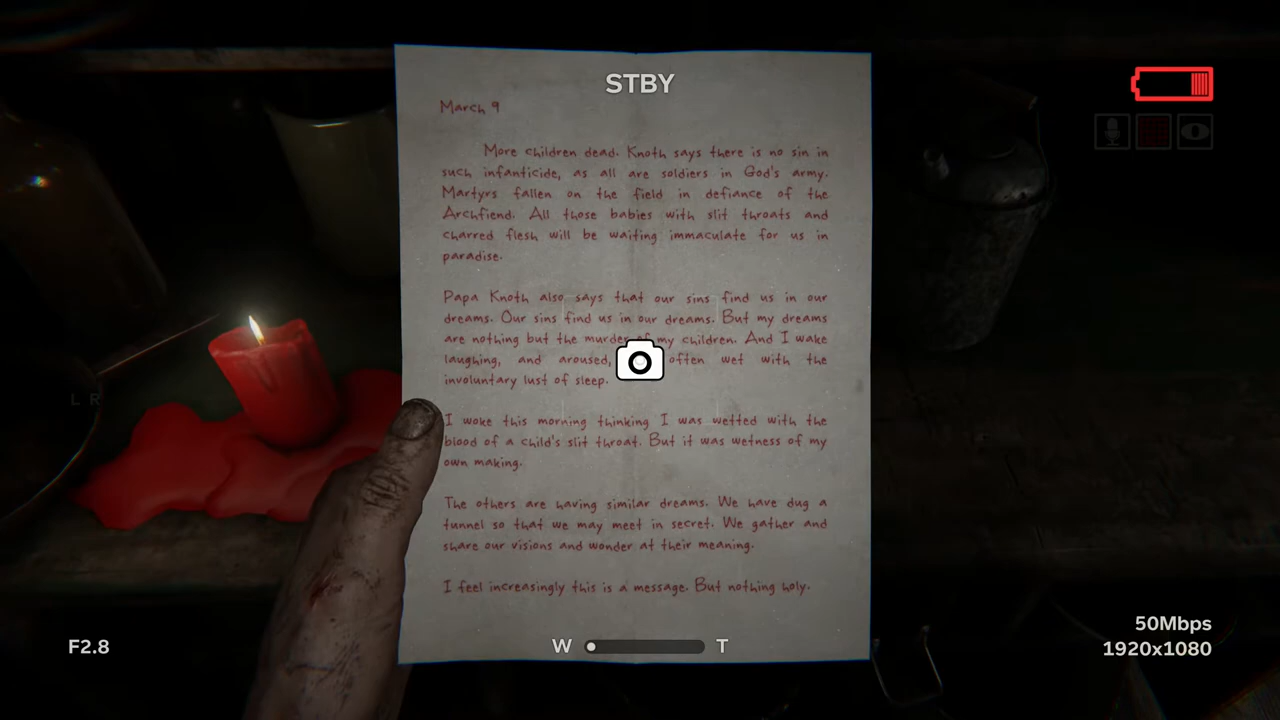 STBY
March 9
More children dead. Knoth says there is no sin in
such infanticide, as all are soldiers in God's army.
Martyrs fallen on the field in defiance of the
Archfiend. All those babies with slit throats and
charred flesh will be waiting immaculate for us in
paradise.
Papa Knoth also says that our sins find us in our
dreams. Our sins find us in our dreams. But my dreams
are nothing but the murder of my children. And I wake
laughing, and aroused, often wet with the
involuntary lust of sleep.
I woke this morning thinking I was wetted with the
blood of a child's slit throat. But it was wetness of my
own making.
The others are having similar dreams. We have dug a
tunnel so that we may meet in secret. We gather and
share our visions and wonder at their meaning.
I feel increasingly this is a message. But nothing holy.
L R
F2.8
W T
50Mbps
1920x1080